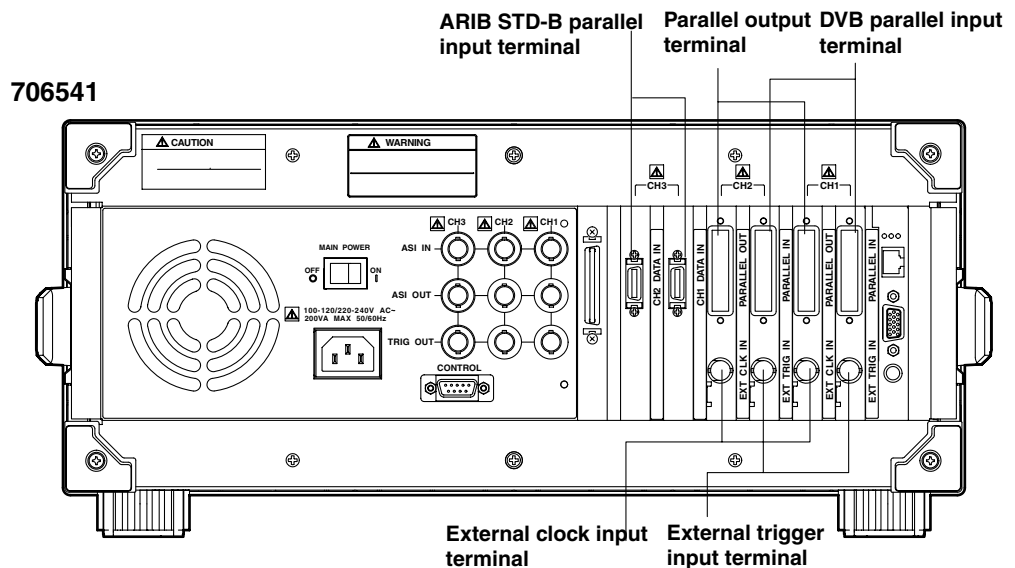 ARIB STD-B parallel
input terminal
Parallel output
terminal
DVB parallel input
terminal
706541
CAUTION
WARNING
CH3
CH2
CH1
CH3
CH2
CH1
MAIN POWER
OFF
ON
ASI IN
ASI OUT
100-120/220-240V AC~
200VA MAX 50/60Hz
TRIG OUT
CONTROL
CH2 DATA IN
CH1 DATA IN
PARALLEL OUT
PARALLEL IN
PARALLEL OUT
PARALLEL IN
EXT CLK IN
EXT TRIG IN
EXT CLK IN
EXT TRIG IN
External clock input
terminal
External trigger
input terminal